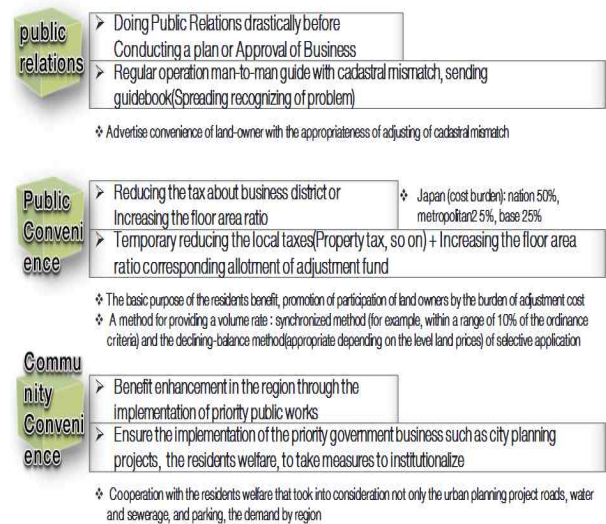 public
relations
➢ Doing Public Relations drastically before
Conducting a plan or Approval of Business
➢ Regular operation man-to-man guide with cadastral mismatch, sending
guidebook(Spreading recognizing of problem)
❖ Advertise convenience of land-owner with the appropriateness of adjusting of cadastral mismatch
Public
Conveni
ence
➢ Reducing the tax about business district or
Increasing the floor area ratio
❖ Japan (cost burden): nation 50%,
metropolitan2 5%, base 25%
➢ Temporary reducing the local taxes(Property tax, so on) + Increasing the floor area
ratio corresponding allotment of adjustment fund
❖ The basic purpose of the residents benefit, promotion of participation of land owners by the burden of adjustment cost
❖ A method for providing a volume rate : synchronized method (for example, within a range of 10% of the ordinance
criteria) and the declining-balance method(appropriate depending on the level land prices) of selective application
Commu
nity
Conveni
ence
➢ Benefit enhancement in the region through the
implementation of priority public works
➢ Ensure the implementation of the priority government business such as city planning
projects, the residents welfare, to take measures to institutionalize
❖ Cooperation with the residents welfare that took into consideration not only the urban planning project roads, water
and sewerage, and parking, the demand by region